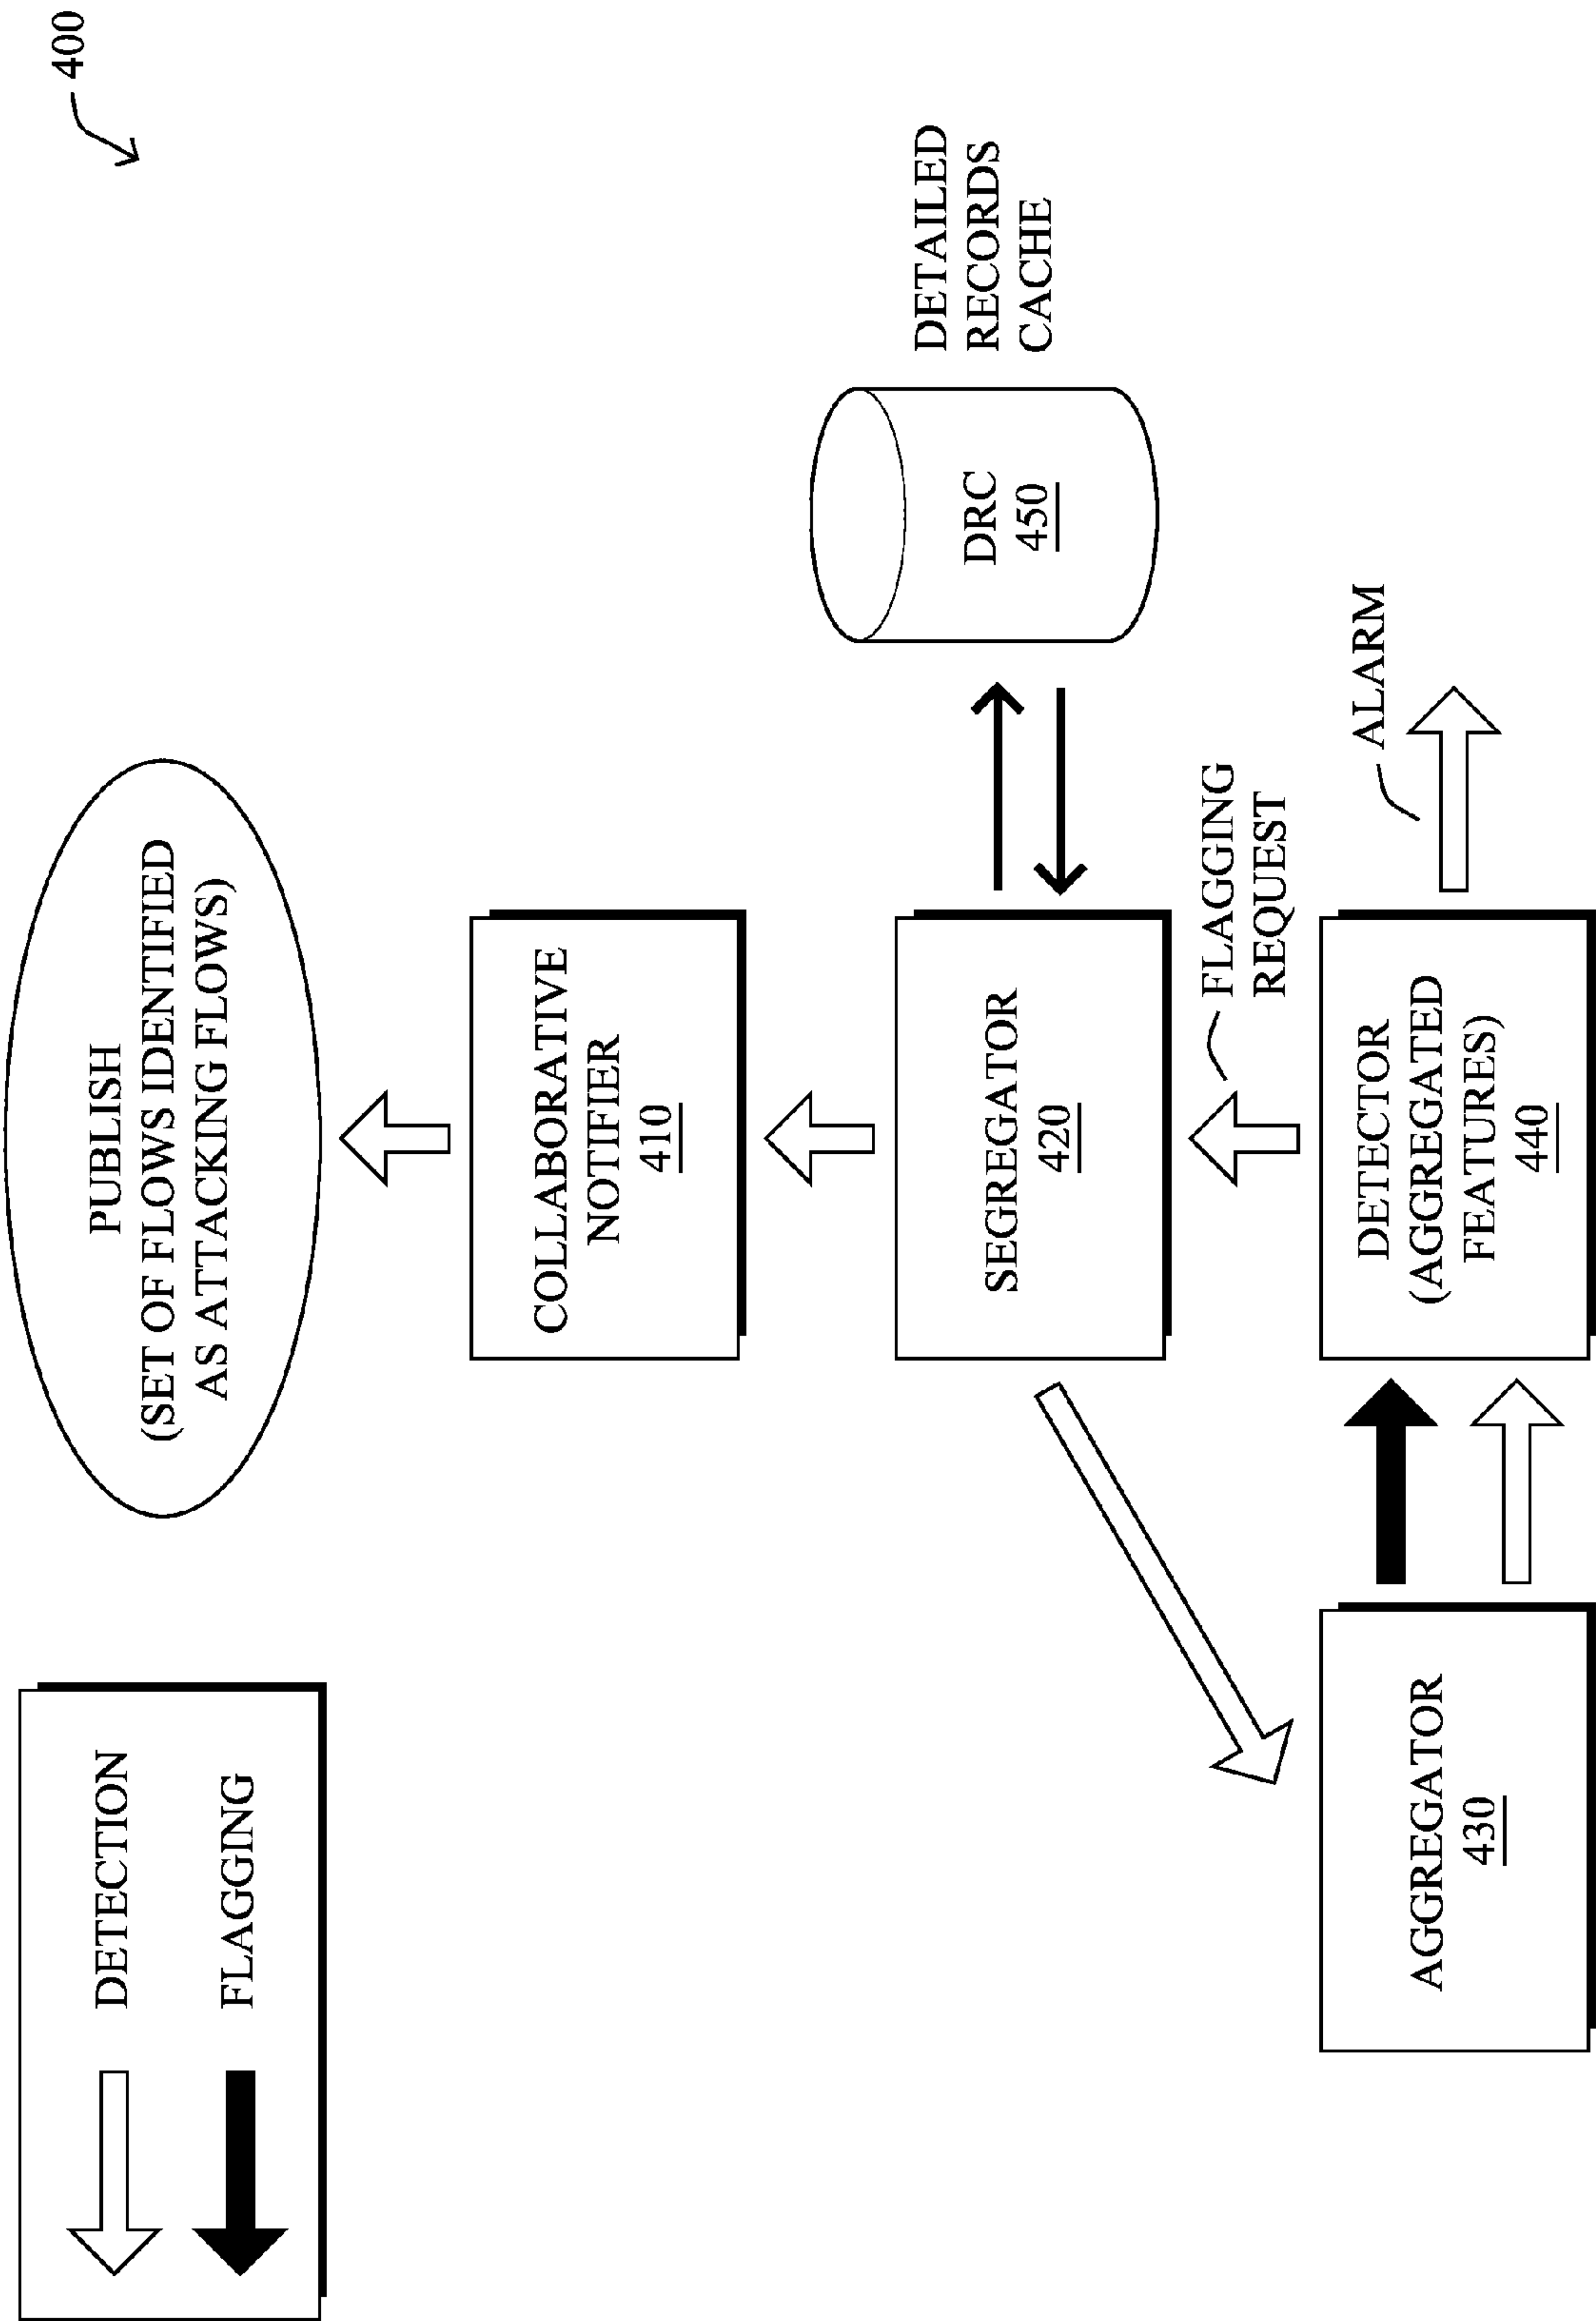 400
DETECTION
FLAGGING
PUBLISH
(SET OF FLOWS IDENTIFIED
AS ATTACKING FLOWS)
COLLABORATIVE
NOTIFIER
410
SEGREGATOR
420
DRC
450
DETAILED
RECORDS
CACHE
FLAGGING
REQUEST
AGGREGATOR
430
DETECTOR
(AGGREGATED
FEATURES)
440
ALARM